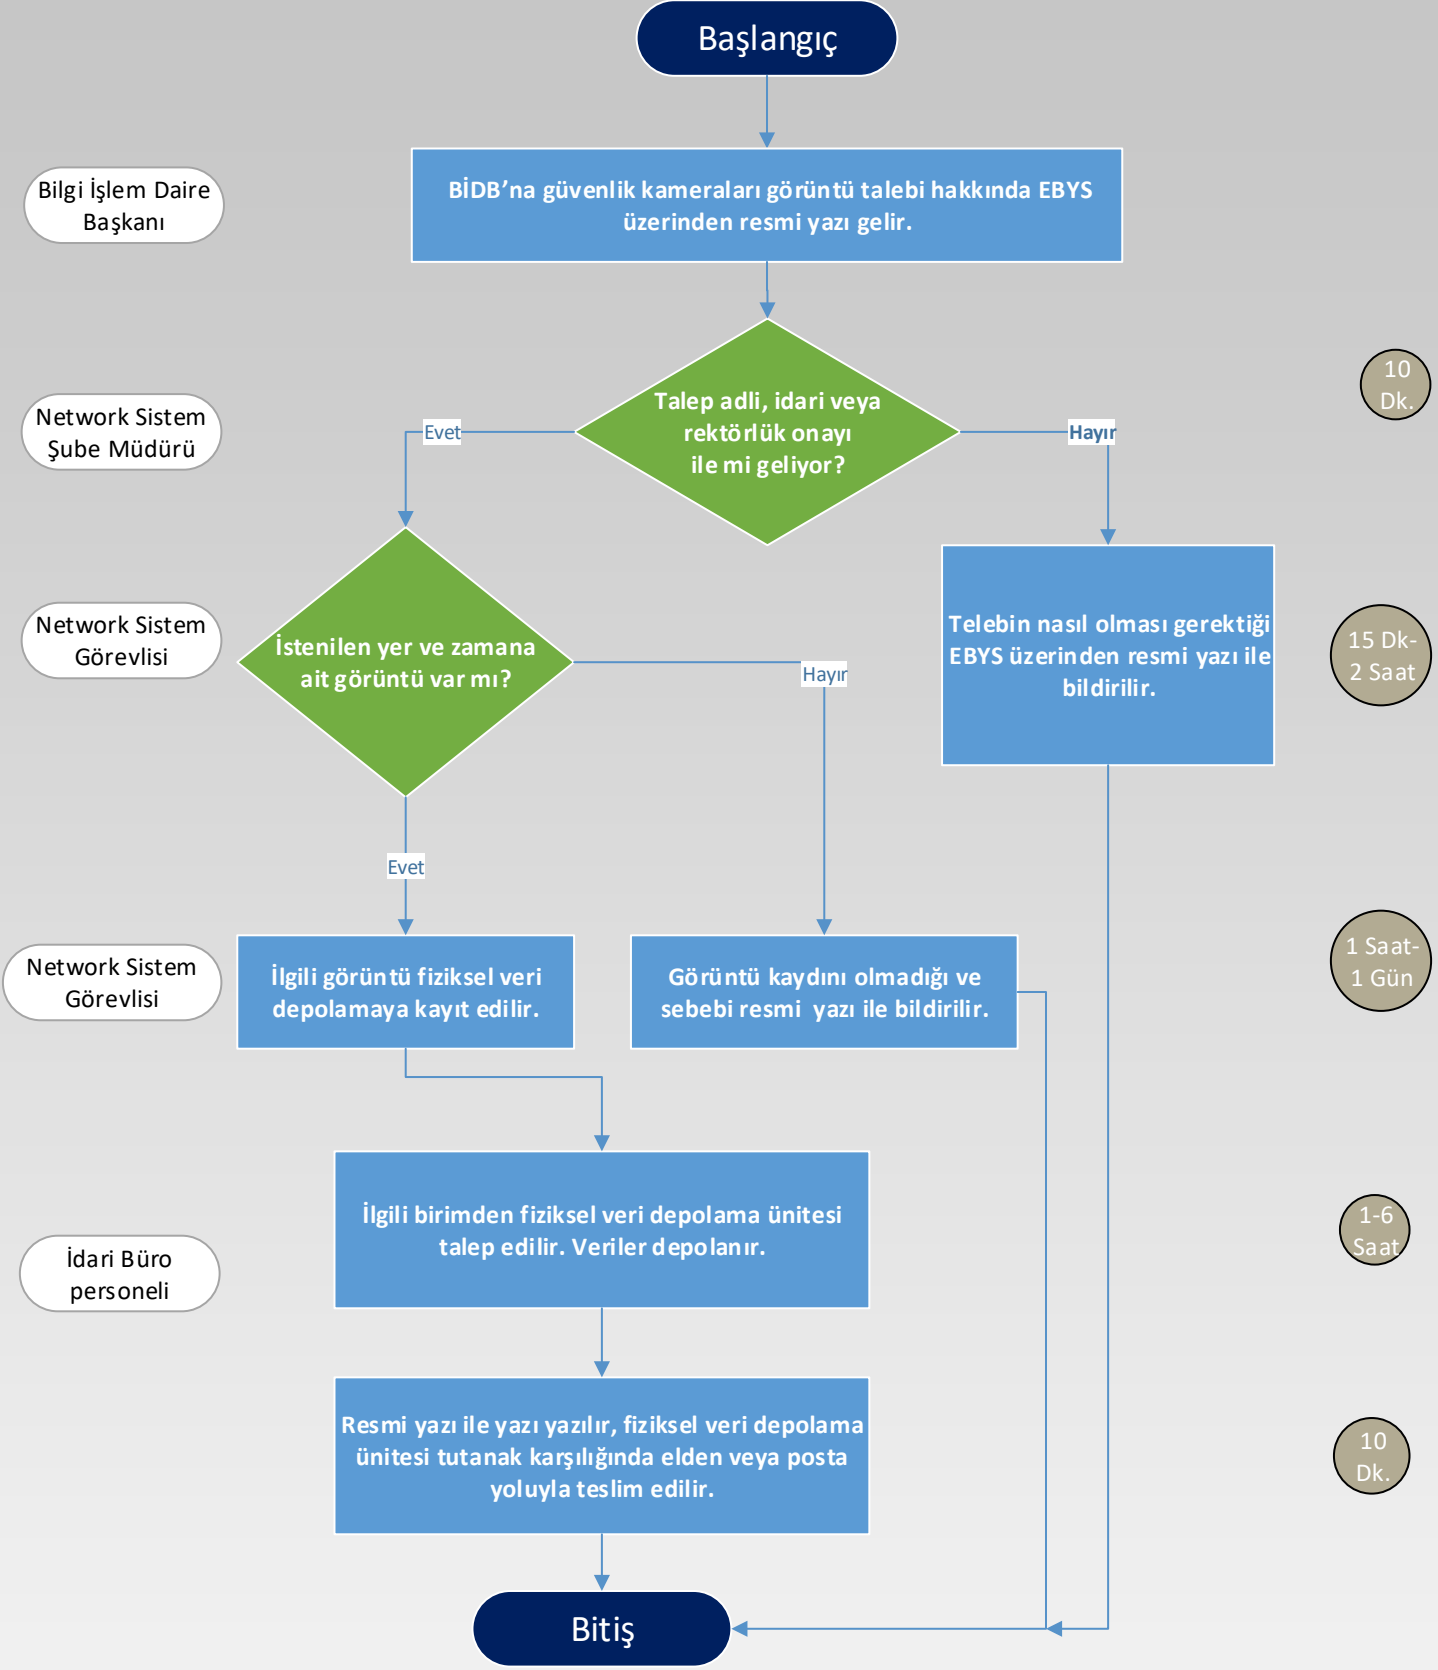 Başlangıç
Bilgi İşlem Daire
Başkanı
BİDB’na güvenlik kameraları görüntü talebi hakkında EBYS
üzerinden resmi yazı gelir.
Network Sistem
Şube Müdürü
Talep adli, idari veya
rektörlük onayı
ile mi geliyor?
10
Dk.
Evet
Hayır
Network Sistem
Görevlisi
İstenilen yer ve zamana
ait görüntü var mı?
Hayır
Telebin nasıl olması gerektiği
EBYS üzerinden resmi yazı ile
bildirilir.
15 Dk-
2 Saat
Evet
Network Sistem
Görevlisi
İlgili görüntü fiziksel veri
depolamaya kayıt edilir.
Görüntü kaydını olmadığı ve
sebebi resmi  yazı ile bildirilir.
1 Saat-
1 Gün
İdari Büro
personeli
İlgili birimden fiziksel veri depolama ünitesi
talep edilir. Veriler depolanır.
1-6
Saat
Resmi yazı ile yazı yazılır, fiziksel veri depolama
ünitesi tutanak karşılığında elden veya posta
yoluyla teslim edilir.
10
Dk.
Bitiş